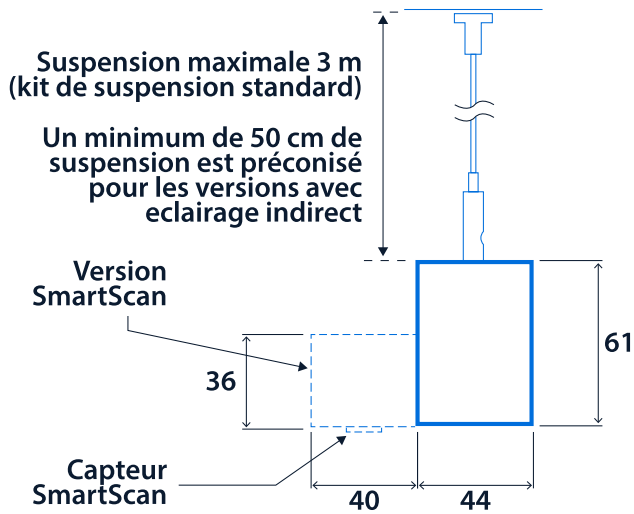 Suspension maximale 3 m
(kit de suspension standard)
Un minimum de 50 cm de
suspension est préconisé
pour les versions avec
eclairage indirect
Version
SmartScan
61
36
Capteur
SmartScan
40
44